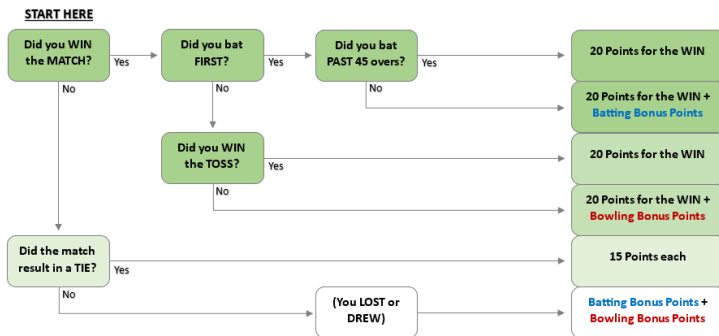 START HERE
Did you WIN
the MATCH?
Yes
Did you bat
FIRST?
Yes
Did you bat
PAST 45 overs?
Yes
20 Points for the WIN
No
No
No
20 Points for the WIN +
Batting Bonus Points
Did you WIN
the TOSS?
Yes
20 Points for the WIN
No
20 Points for the WIN +
Bowling Bonus Points
Did the match
result in a TIE?
Yes
15 Points each
No
(You LOST or
DREW)
Batting Bonus Points +
Bowling Bonus Points